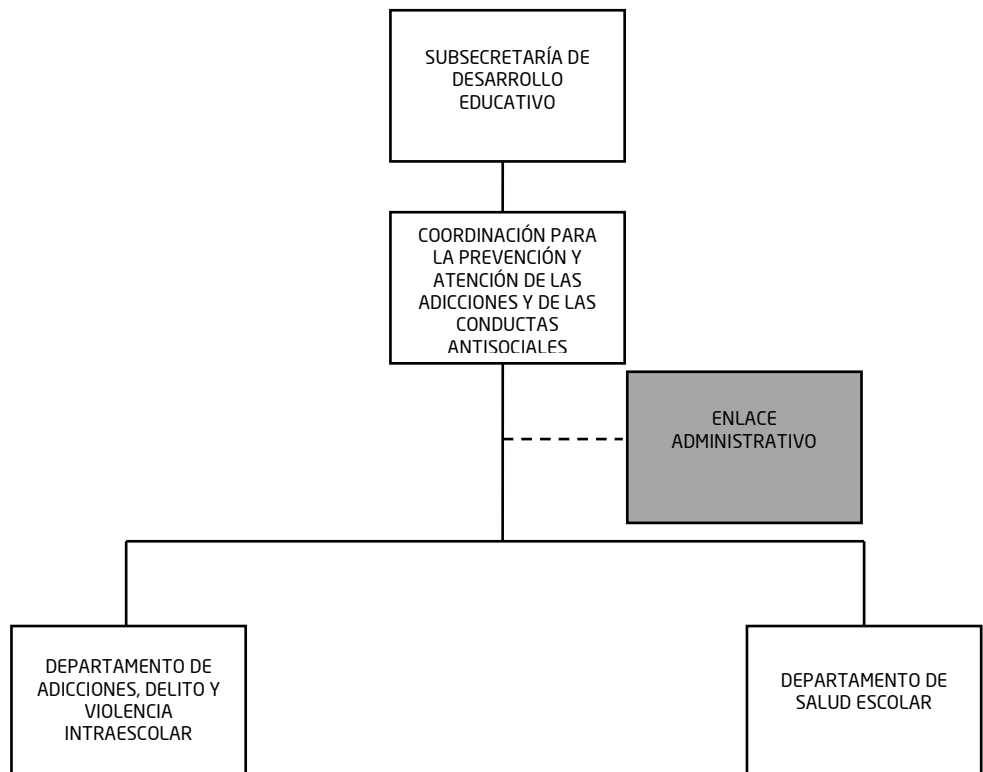 SUBSECRETARÍA DE
DESARROLLO
EDUCATIVO
COORDINACIÓN PARA
LA PREVENCIÓN Y
ATENCIÓN DE LAS
ADICCIONES Y DE LAS
CONDUCTAS
ANTISOCIALES
ENLACE
ADMINISTRATIVO
DEPARTAMENTO DE
ADICCIONES, DELITO Y
VIOLENCIA
INTRAESCOLAR
DEPARTAMENTO DE
SALUD ESCOLAR